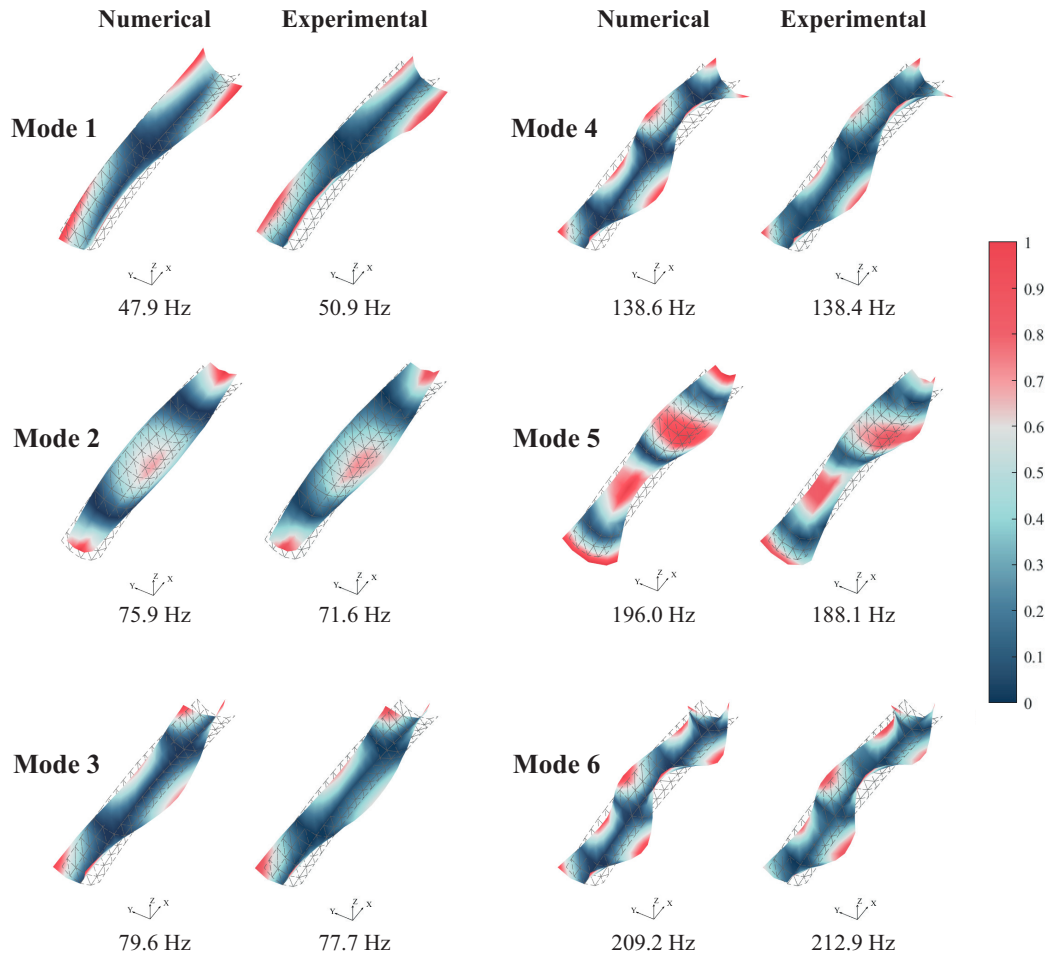 Numerical Experimental Numerical Experimental
Mode 1 Mode 4
Y Z X Y Z X Y Z X Y Z X
47.9 Hz 50.9 Hz 138.6 Hz 138.4 Hz
1
0.9
0.8
0.7
0.6
0.5
0.4
0.3
0.2
0.1
0
Mode 2 Mode 5
Y Z X Y Z X Y Z X Y Z X
75.9 Hz 71.6 Hz 196.0 Hz 188.1 Hz
Mode 3 Mode 6
Y Z X Y Z X Y Z X Y Z X
79.6 Hz 77.7 Hz 209.2 Hz 212.9 Hz